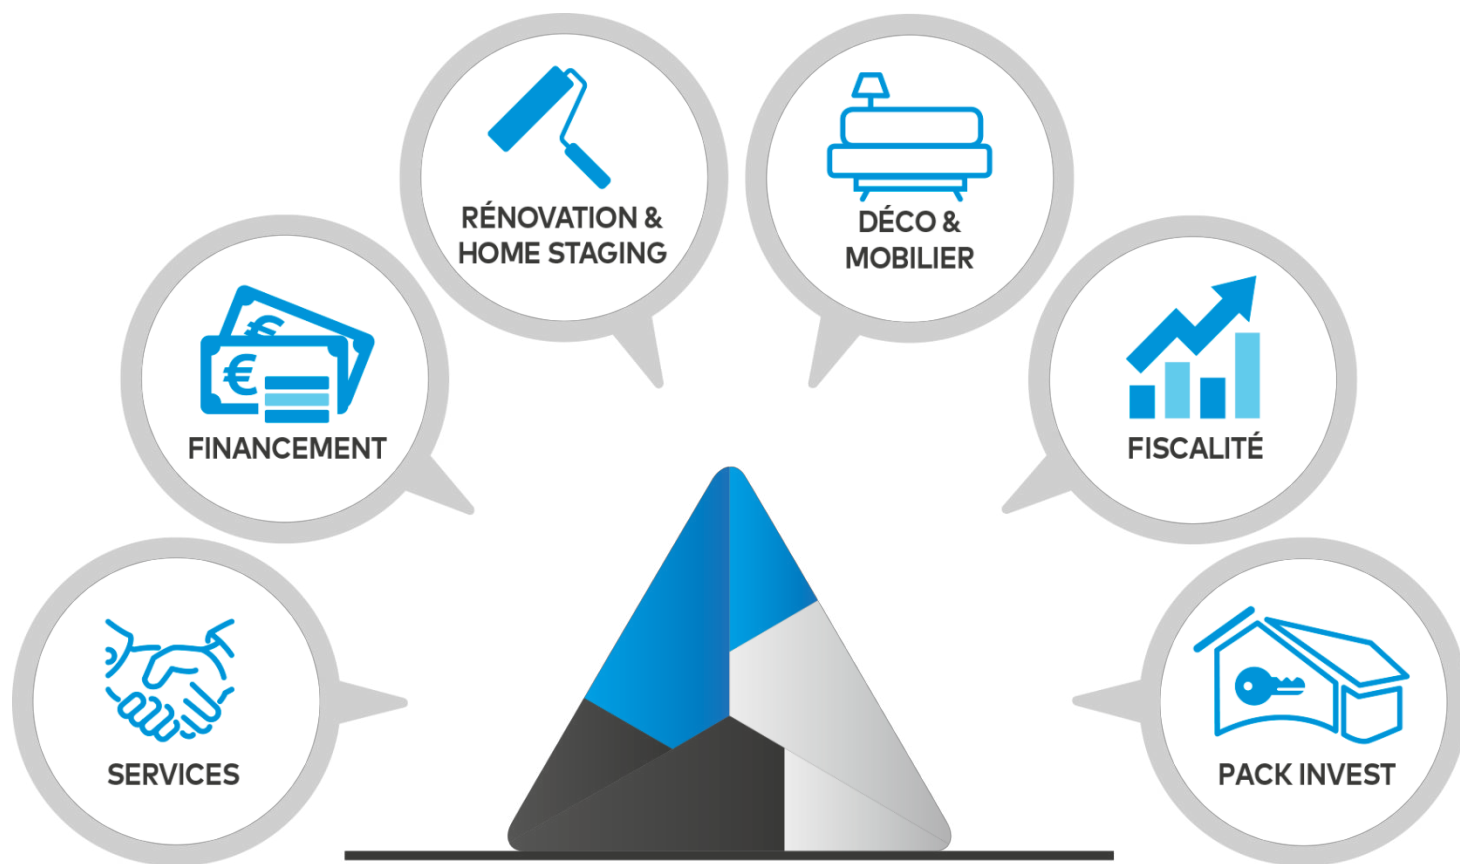 RÉNOVATION &
HOME STAGING
DÉCO &
MOBILIER
€
€
FINANCEMENT
FISCALITÉ
SERVICES
PACK INVEST